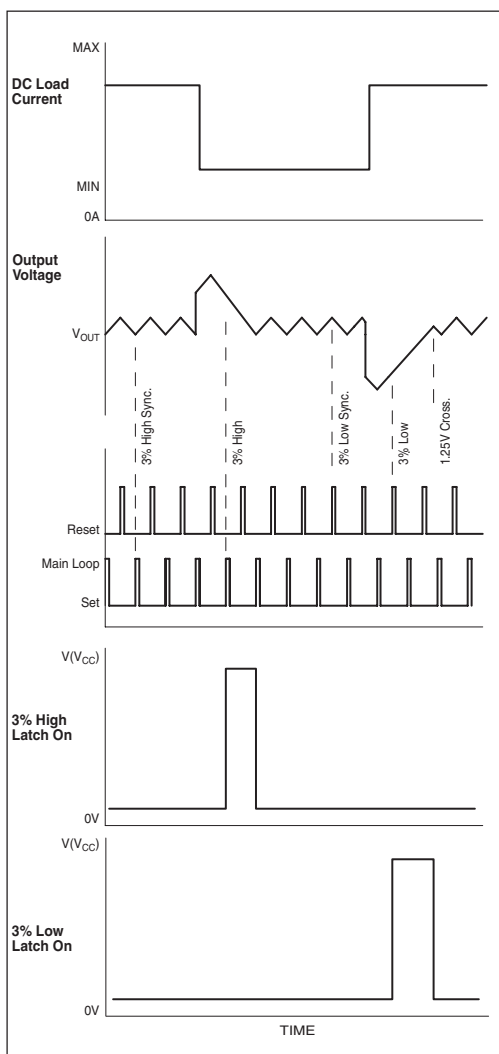 MAX
DC Load
Current
MIN
0A
Output
Voltage
VOUT
3% High Sync.
3% High
3% Low Sync.
3% Low
1.25V Cross.
Reset
Main Loop
Set
V(VCC)
3% High
Latch On
0V
V(VCC)
3% Low
Latch On
0V
TIME